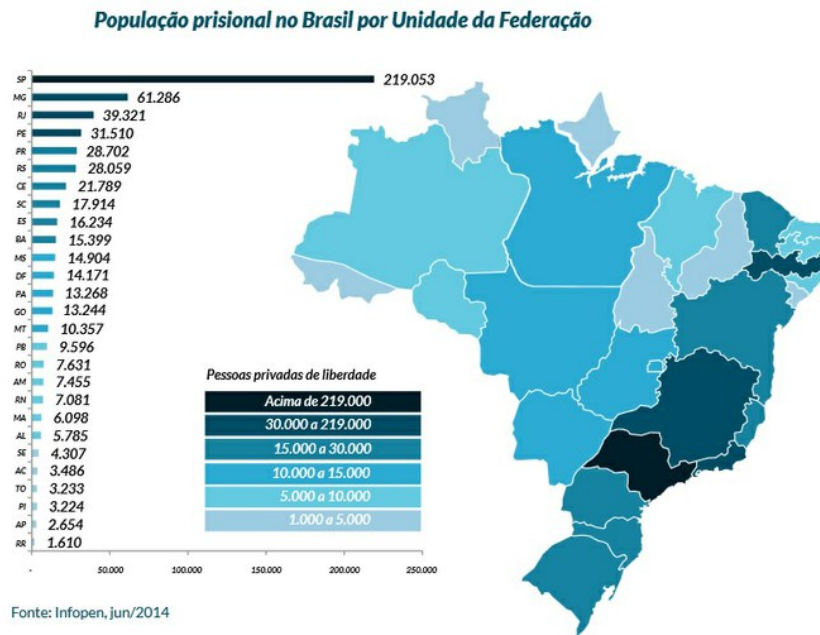 População prisional no Brasil por Unidade da Federação
SP 219.053
MG 61.286
RJ 39.321
PE 31.510
PR 28.702
RS 28.059
CE 21.789
SC 17.914
ES 16.234
BA 15.399
MS 14.904
DF 14.171
PA 13.268
GO 13.244
MT 10.357
PB 9.596
RO 7.631
AM 7.455
RN 7.081
MA 6.098
AL 5.785
SE 4.307
AC 3.486
TO 3.233
PI 3.224
AP 2.654
RR 1.610
- 50.000 100.000 150.000 200.000 250.000
Pessoas privadas de liberdade
Acima de 219.000
30.000 a 219.000
15.000 a 30.000
10.000 a 15.000
5.000 a 10.000
1.000 a 5.000
Fonte: Infopen, jun/2014